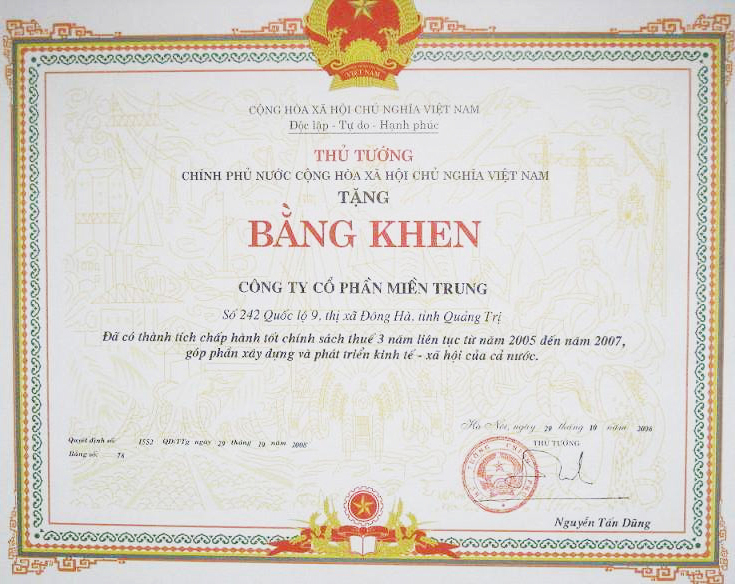 VIỆT NAM
CỘNG HÒA XÃ HỘI CHỦ NGHĨA VIỆT NAM
Độc lập - Tự do - Hạnh phúc
THỦ TƯỚNG
CHÍNH PHỦ NƯỚC CỘNG HÒA XÃ HỘI CHỦ NGHĨA VIỆT NAM
TẶNG
BẰNG KHEN
CÔNG TY CỔ PHẦN MIỀN TRUNG
Số 242 Quốc lộ 9, thị xã Đông Hà, tỉnh Quảng Trị
Đã có thành tích chấp hành tốt chính sách thuế 3 năm liên tục từ năm 2005 đến năm 2007,
góp phần xây dựng và phát triển kinh tế - xã hội của cả nước.
Hà Nội, ngày 29 tháng 10 năm
Quyết định số: 1552 QĐ/TTg ngày 29 tháng 10 năm 2008
THỦ TƯỚNG
Bảng số: 78
Nguyễn Tấn Dũng